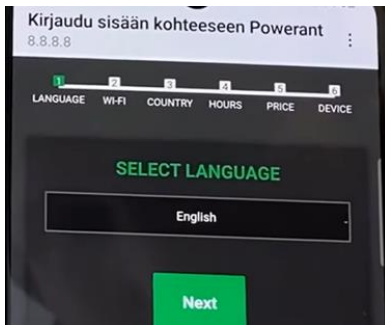 Kirjaudu sisään kohteeseen Powerant
8.8.8.8
1 2 3 4 5 6
LANGUAGE WI-FI COUNTRY HOURS PRICE DEVICE
SELECT LANGUAGE
English
Next